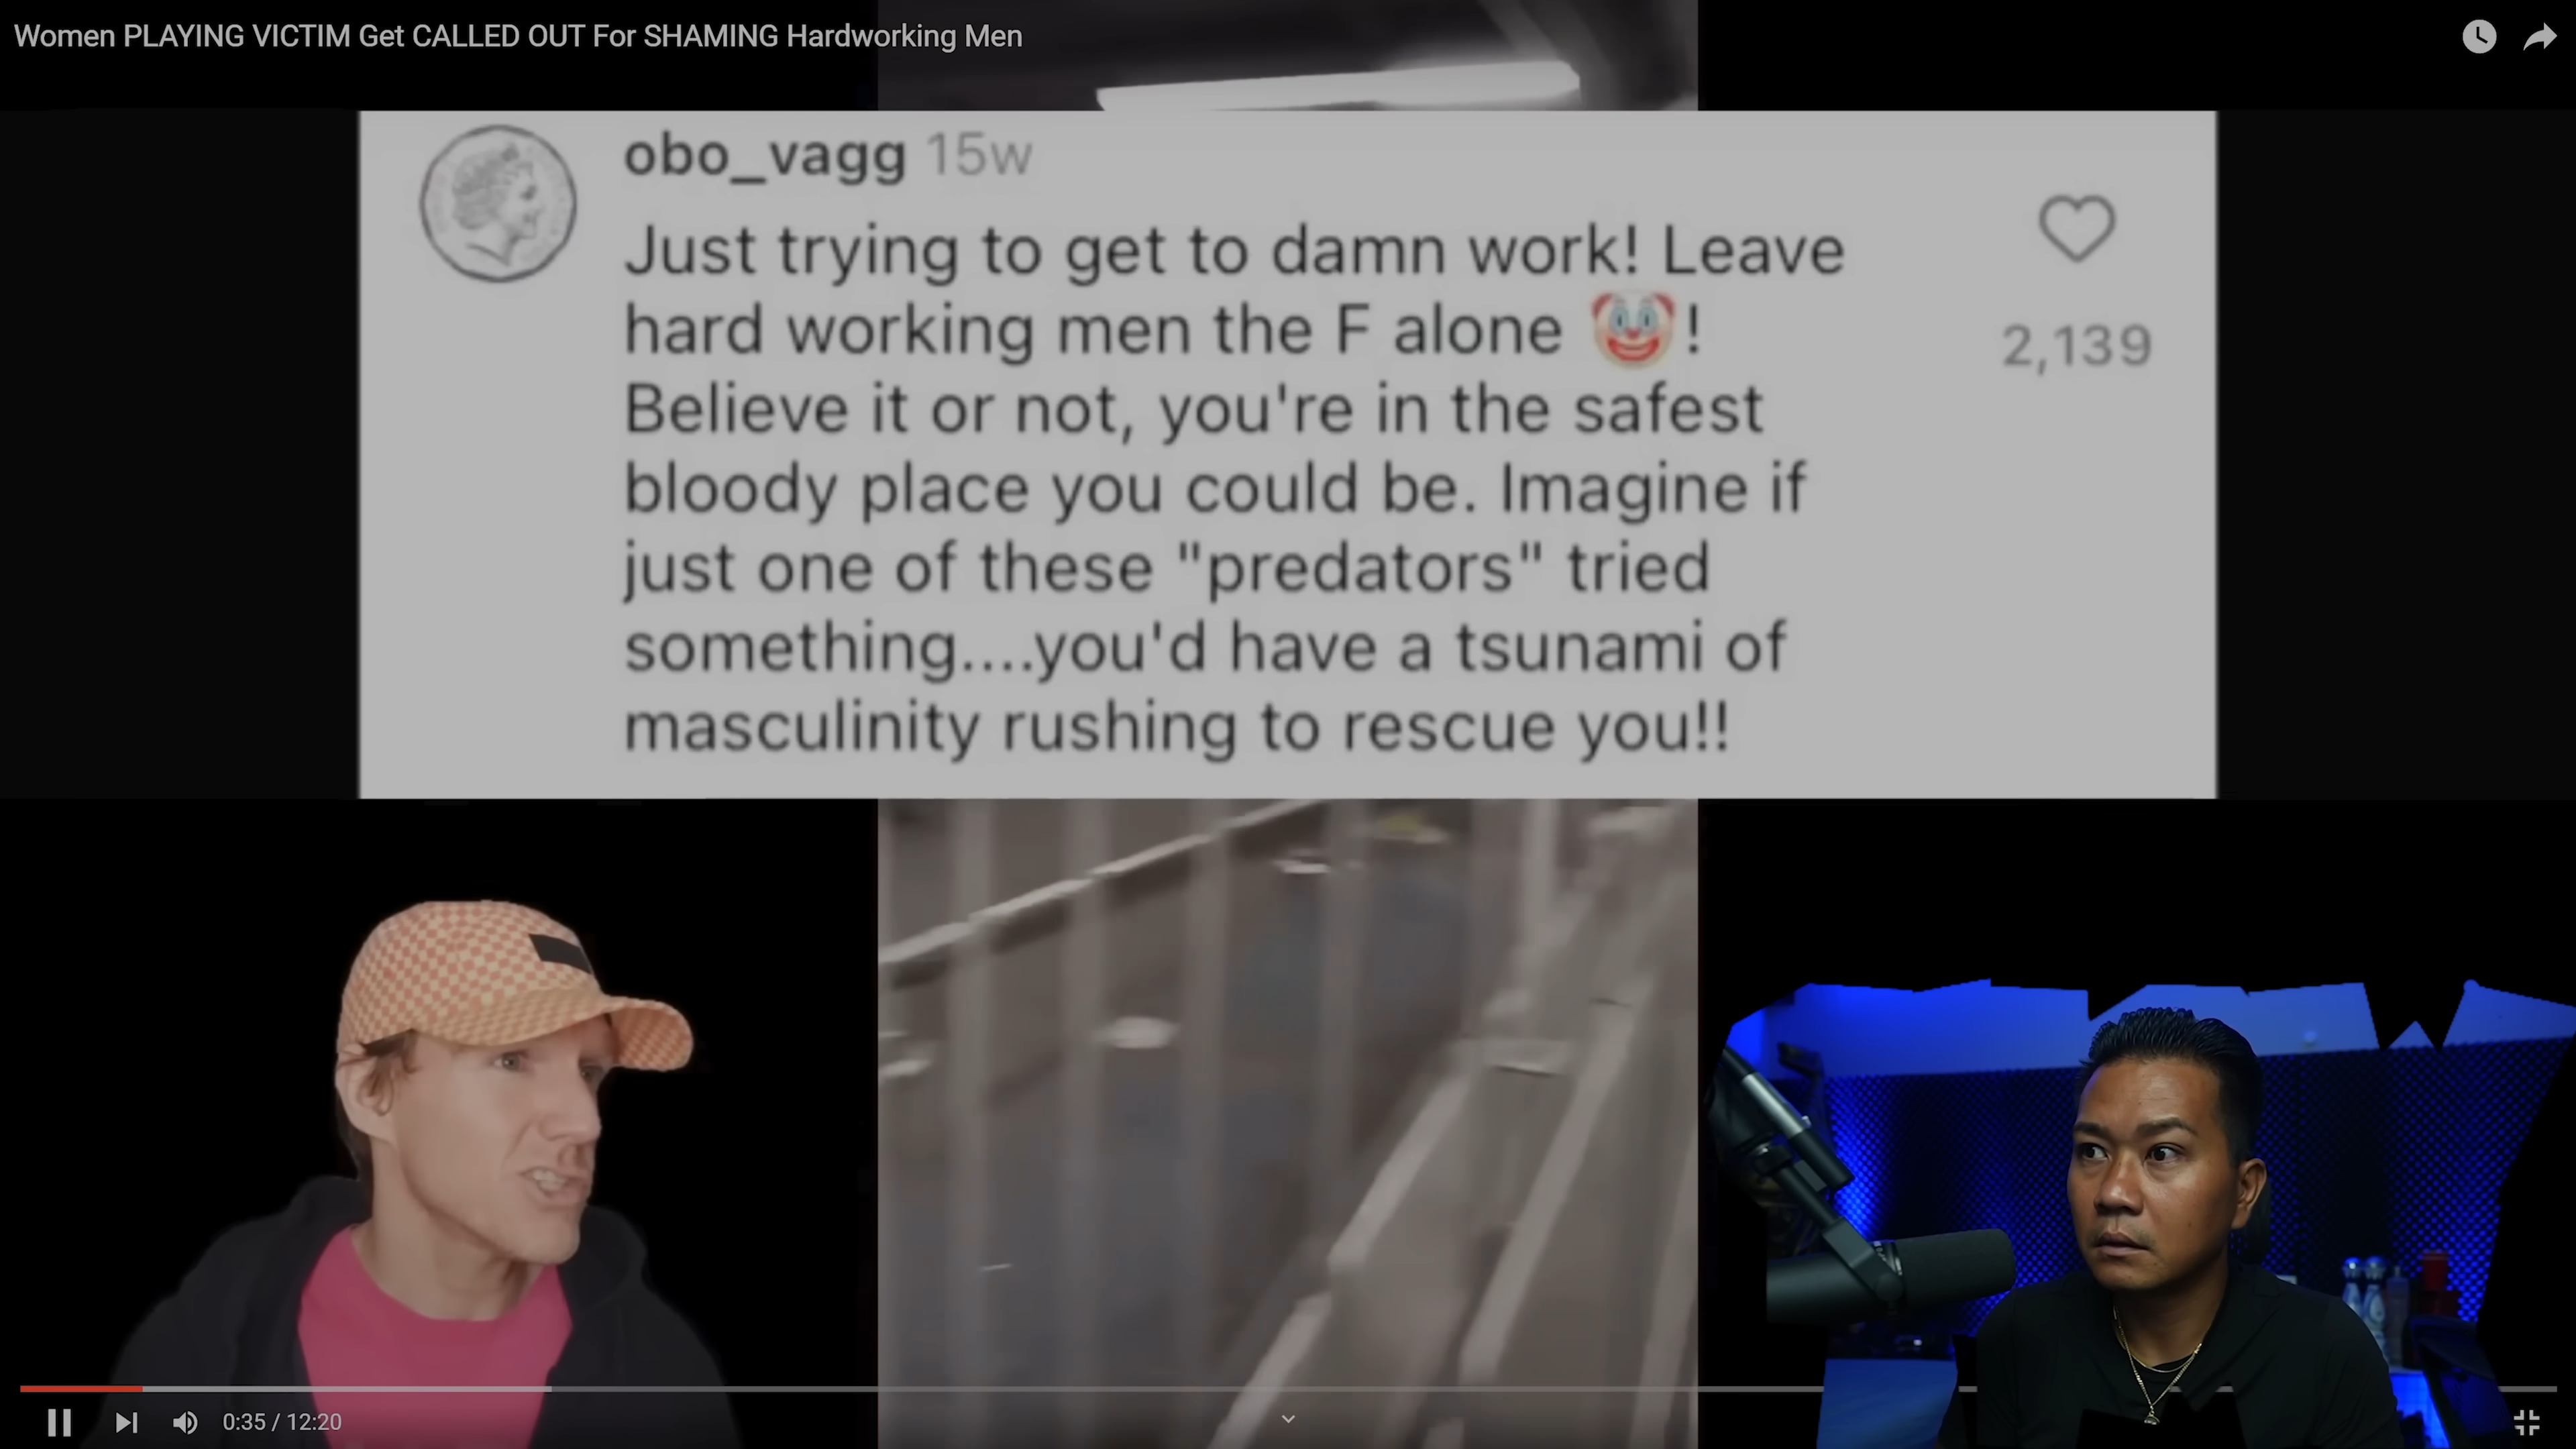 Women PLAYING VICTIM Get CALLED OUT For SHAMING Hardworking Men
obo_vagg 15w
Just trying to get to damn work! Leave
hard working men the F alone 🤡!
Believe it or not, you're in the safest
bloody place you could be. Imagine if
just one of these "predators" tried
something....you'd have a tsunami of
masculinity rushing to rescue you!!
2,139
0:35 / 12:20